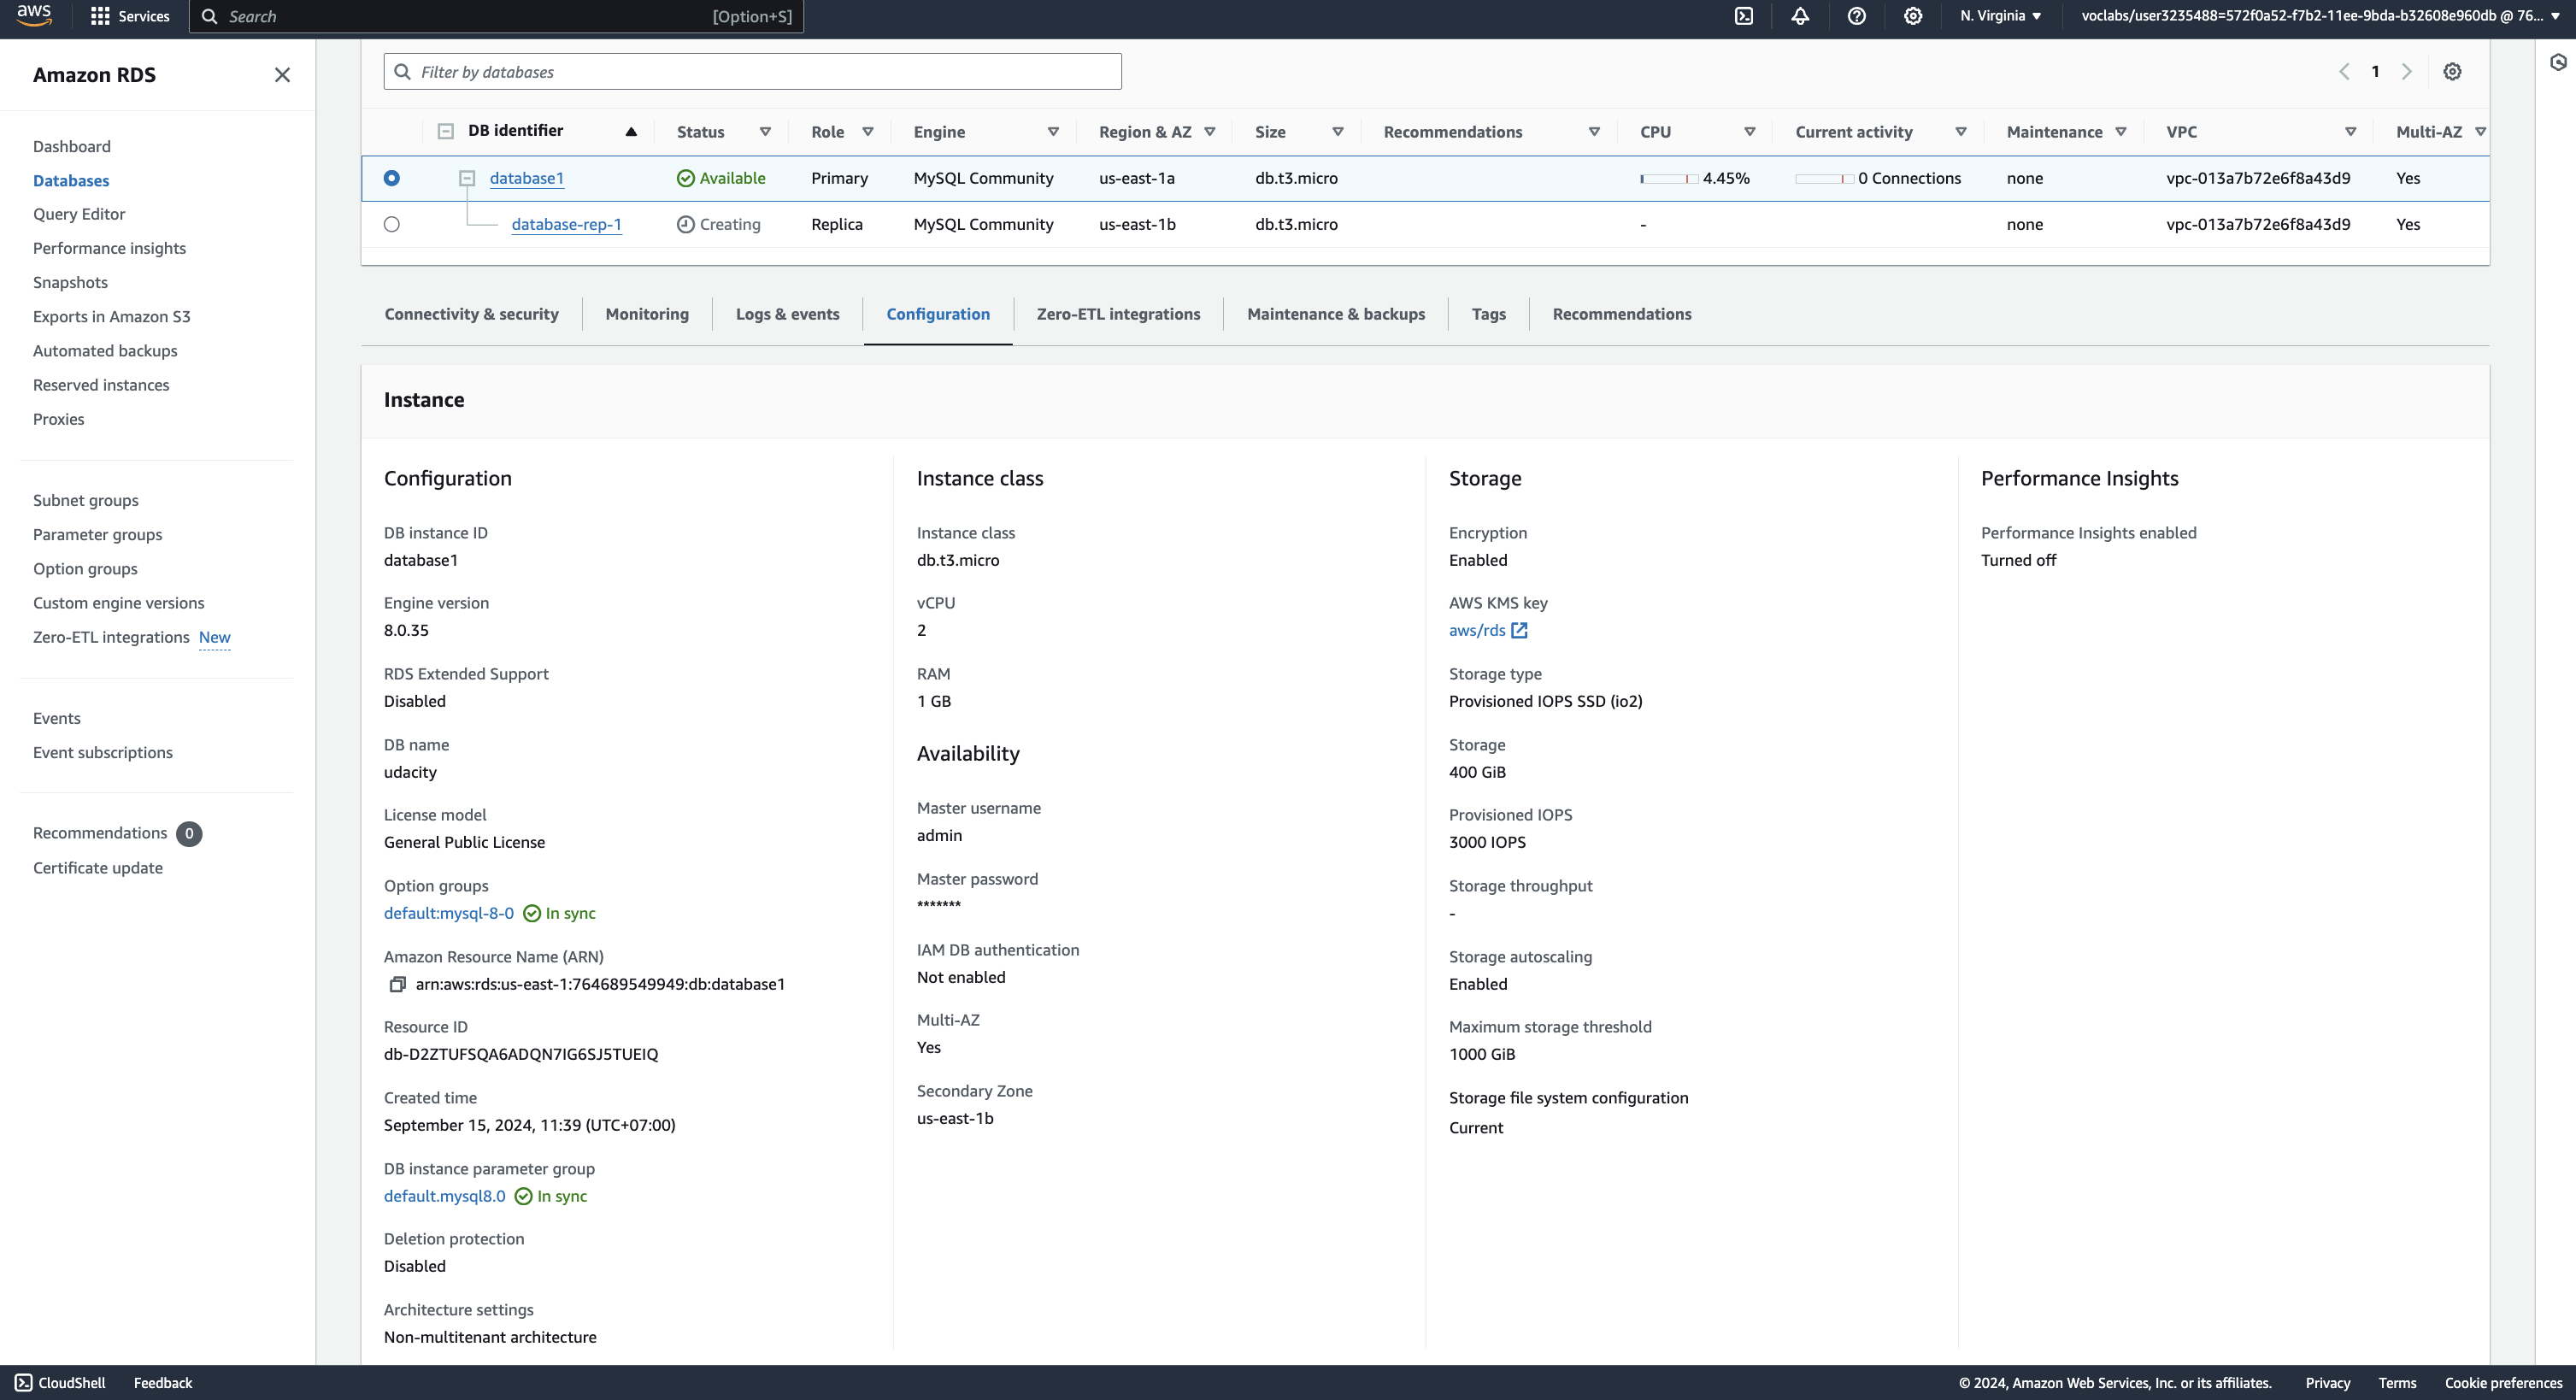 aws Services Search [Option+S] N. Virginia ▼ voclabs/user3235488=572f0a52-f7b2-11ee-9bda-b32608e960db @ 76... ▼
Amazon RDS
Dashboard
Databases
Query Editor
Performance insights
Snapshots
Exports in Amazon S3
Automated backups
Reserved instances
Proxies
Subnet groups
Parameter groups
Option groups
Custom engine versions
Zero-ETL integrations New
Events
Event subscriptions
Recommendations 0
Certificate update
Filter by databases 1
DB identifier Status Role Engine Region & AZ Size Recommendations CPU Current activity Maintenance VPC Multi-AZ
database1 Available Primary MySQL Community us-east-1a db.t3.micro 4.45% 0 Connections none vpc-013a7b72e6f8a43d9 Yes
database-rep-1 Creating Replica MySQL Community us-east-1b db.t3.micro - none vpc-013a7b72e6f8a43d9 Yes
Connectivity & security Monitoring Logs & events Configuration Zero-ETL integrations Maintenance & backups Tags Recommendations
Instance
Configuration
DB instance ID
database1
Engine version
8.0.35
RDS Extended Support
Disabled
DB name
udacity
License model
General Public License
Option groups
default:mysql-8-0 In sync
Amazon Resource Name (ARN)
arn:aws:rds:us-east-1:764689549949:db:database1
Resource ID
db-D2ZTUFSQA6ADQN7IG6SJ5TUEIQ
Created time
September 15, 2024, 11:39 (UTC+07:00)
DB instance parameter group
default.mysql8.0 In sync
Deletion protection
Disabled
Architecture settings
Non-multitenant architecture
Instance class
Instance class
db.t3.micro
vCPU
2
RAM
1 GB
Availability
Master username
admin
Master password
*******
IAM DB authentication
Not enabled
Multi-AZ
Yes
Secondary Zone
us-east-1b
Storage
Encryption
Enabled
AWS KMS key
aws/rds
Storage type
Provisioned IOPS SSD (io2)
Storage
400 GiB
Provisioned IOPS
3000 IOPS
Storage throughput
-
Storage autoscaling
Enabled
Maximum storage threshold
1000 GiB
Storage file system configuration
Current
Performance Insights
Performance Insights enabled
Turned off
CloudShell Feedback © 2024, Amazon Web Services, Inc. or its affiliates. Privacy Terms Cookie preferences